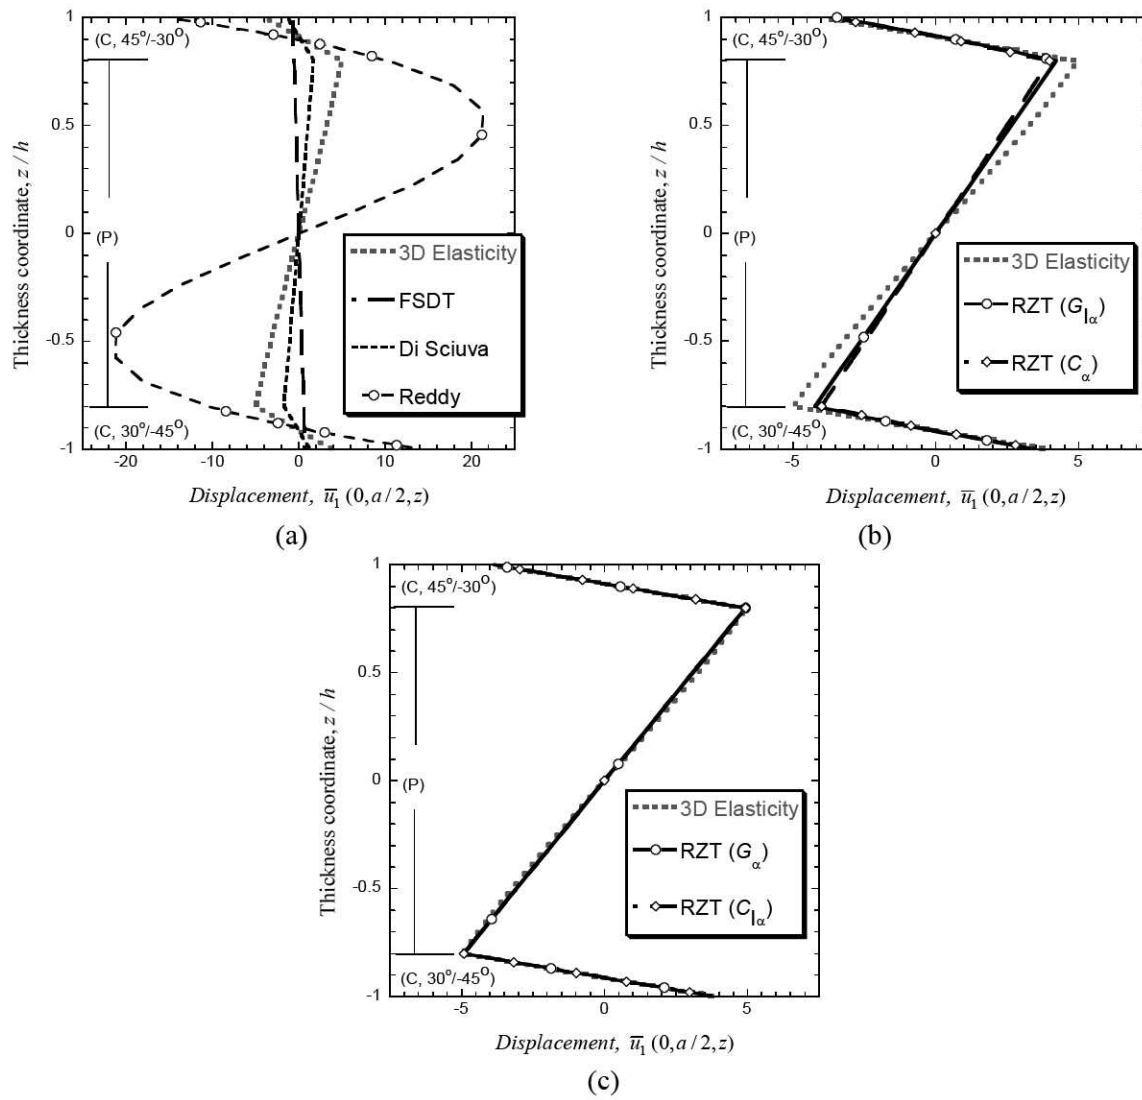 1
(C, 45°/-30°)
0.5
Thickness coordinate, z / h
(P)
0
-0.5
(C, 30°/-45°)
-1
3D Elasticity
FSDT
Di Sciuva
Reddy
-20 -10 0 10 20
Displacement, u̅₁ (0, a / 2, z)
(a)
1
(C, 45°/-30°)
0.5
Thickness coordinate, z / h
(P)
0
-0.5
(C, 30°/-45°)
-1
3D Elasticity
RZT (G|α)
RZT (Cα)
-5 0 5
Displacement, u̅₁ (0, a / 2, z)
(b)
1
(C, 45°/-30°)
0.5
Thickness coordinate, z / h
(P)
0
-0.5
(C, 30°/-45°)
-1
3D Elasticity
RZT (Gα)
RZT (C|α)
-5 0 5
Displacement, u̅₁ (0, a / 2, z)
(c)